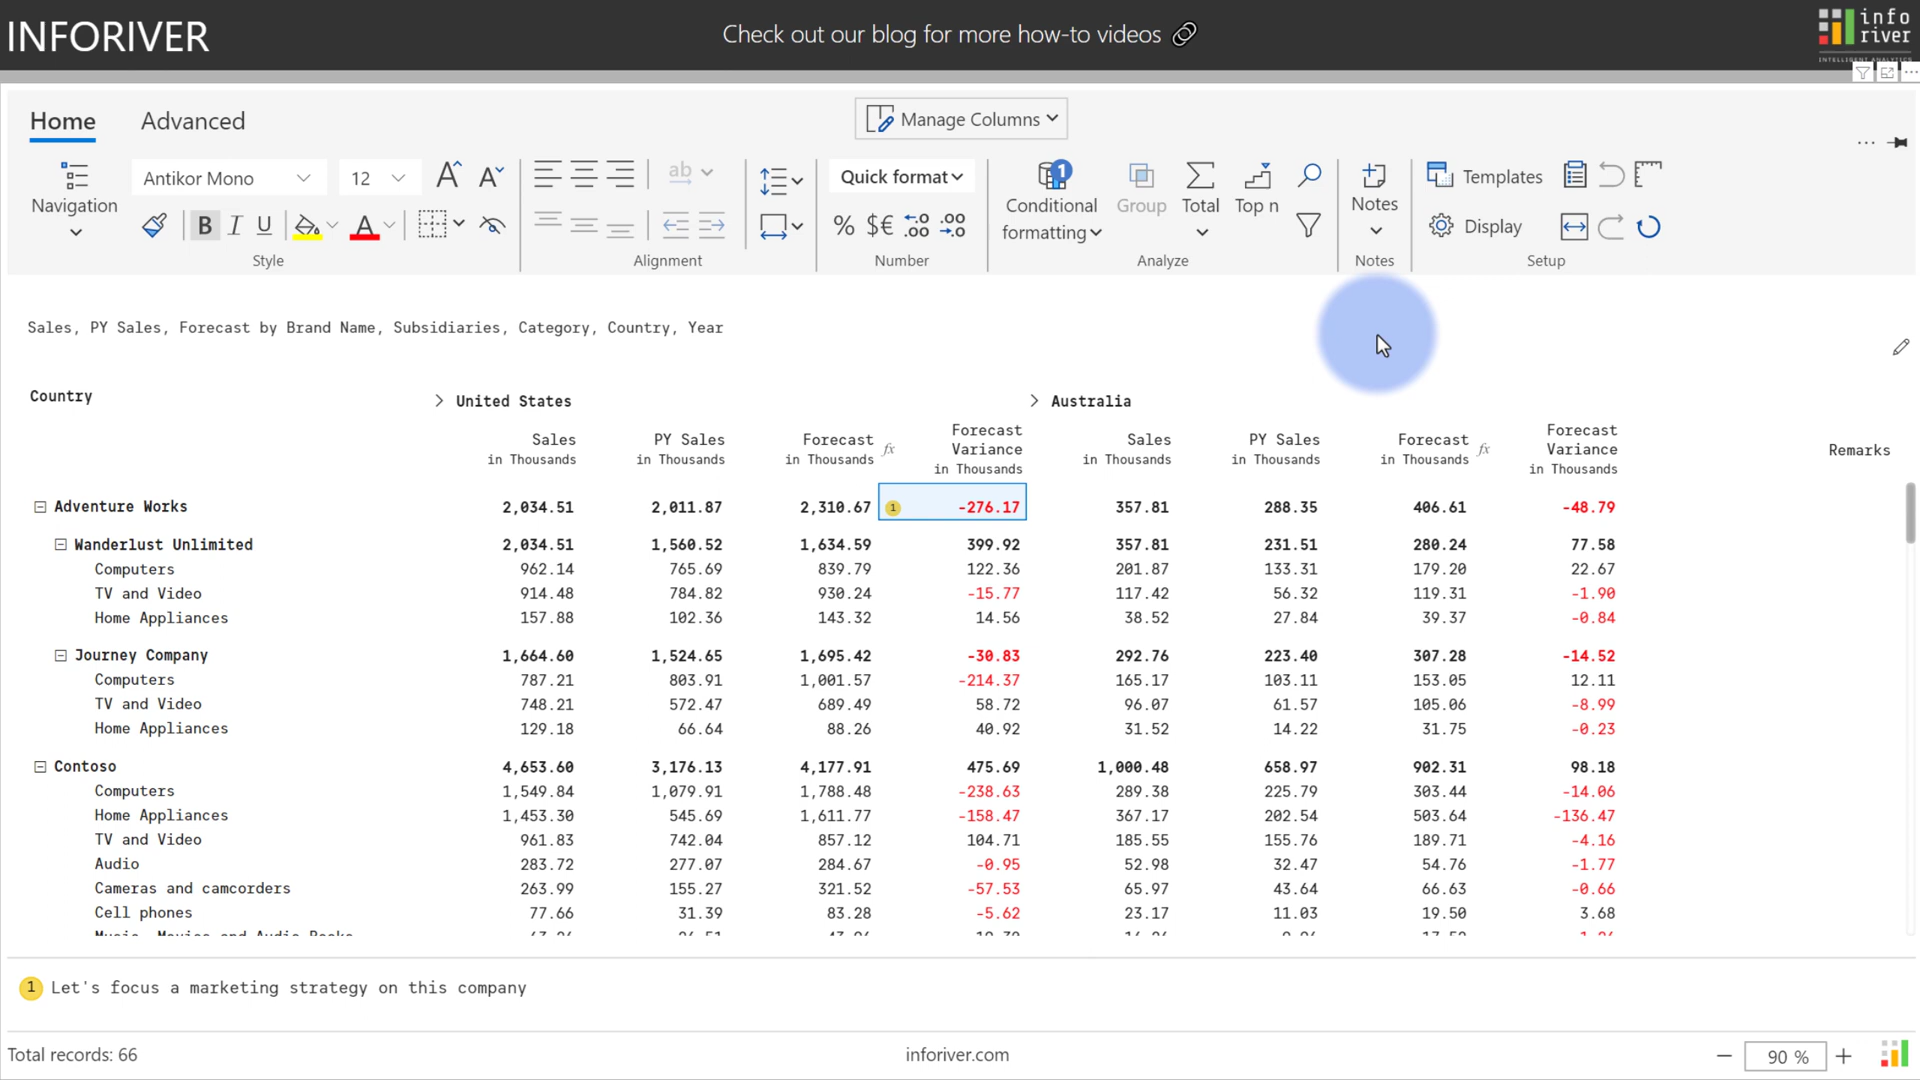 INFORIVER
Check out our blog for more how-to videos
info
river
INTELLIGENT ANALYTICS
Home
Advanced
Manage Columns
Navigation
Antikor Mono
12
Quick format
Conditional
formatting
1
Group
Total
Top n
Notes
Templates
Display
Style
Alignment
Number
Analyze
Notes
Setup
Sales, PY Sales, Forecast by Brand Name, Subsidiaries, Category, Country, Year
Country United States Australia
Sales in Thousands PY Sales in Thousands Forecast in Thousands fx Forecast Variance in Thousands Sales in Thousands PY Sales in Thousands Forecast in Thousands fx Forecast Variance in Thousands Remarks
Adventure Works 2,034.51 2,011.87 2,310.67 1 -276.17 357.81 288.35 406.61 -48.79
Wanderlust Unlimited 2,034.51 1,560.52 1,634.59 399.92 357.81 231.51 280.24 77.58
Computers 962.14 765.69 839.79 122.36 201.87 133.31 179.20 22.67
TV and Video 914.48 784.82 930.24 -15.77 117.42 56.32 119.31 -1.90
Home Appliances 157.88 102.36 143.32 14.56 38.52 27.84 39.37 -0.84
Journey Company 1,664.60 1,524.65 1,695.42 -30.83 292.76 223.40 307.28 -14.52
Computers 787.21 803.91 1,001.57 -214.37 165.17 103.11 153.05 12.11
TV and Video 748.21 572.47 689.49 58.72 96.07 61.57 105.06 -8.99
Home Appliances 129.18 66.64 88.26 40.92 31.52 14.22 31.75 -0.23
Contoso 4,653.60 3,176.13 4,177.91 475.69 1,000.48 658.97 902.31 98.18
Computers 1,549.84 1,079.91 1,788.48 -238.63 289.38 225.79 303.44 -14.06
Home Appliances 1,453.30 545.69 1,611.77 -158.47 367.17 202.54 503.64 -136.47
TV and Video 961.83 742.04 857.12 104.71 185.55 155.76 189.71 -4.16
Audio 283.72 277.07 284.67 -0.95 52.98 32.47 54.76 -1.77
Cameras and camcorders 263.99 155.27 321.52 -57.53 65.97 43.64 66.63 -0.66
Cell phones 77.66 31.39 83.28 -5.62 23.17 11.03 19.50 3.68
Music, Movies and Audio Books
1 Let's focus a marketing strategy on this company
Total records: 66
inforiver.com
90 %